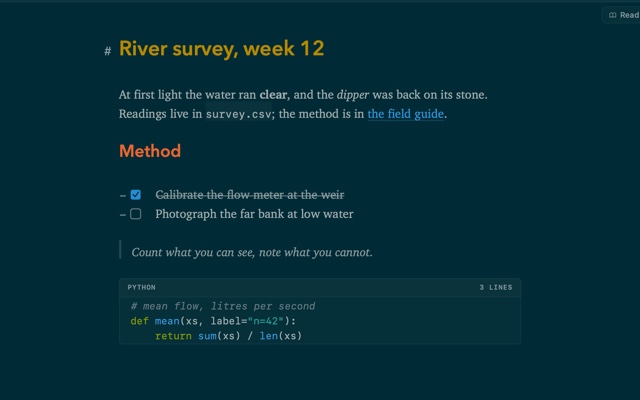 Read
# River survey, week 12
At first light the water ran clear, and the dipper was back on its stone.
Readings live in survey.csv; the method is in the field guide.
Method
– Calibrate the flow meter at the weir
– Photograph the far bank at low water
Count what you can see, note what you cannot.
PYTHON 3 LINES
# mean flow, litres per second
def mean(xs, label="n=42"):
    return sum(xs) / len(xs)